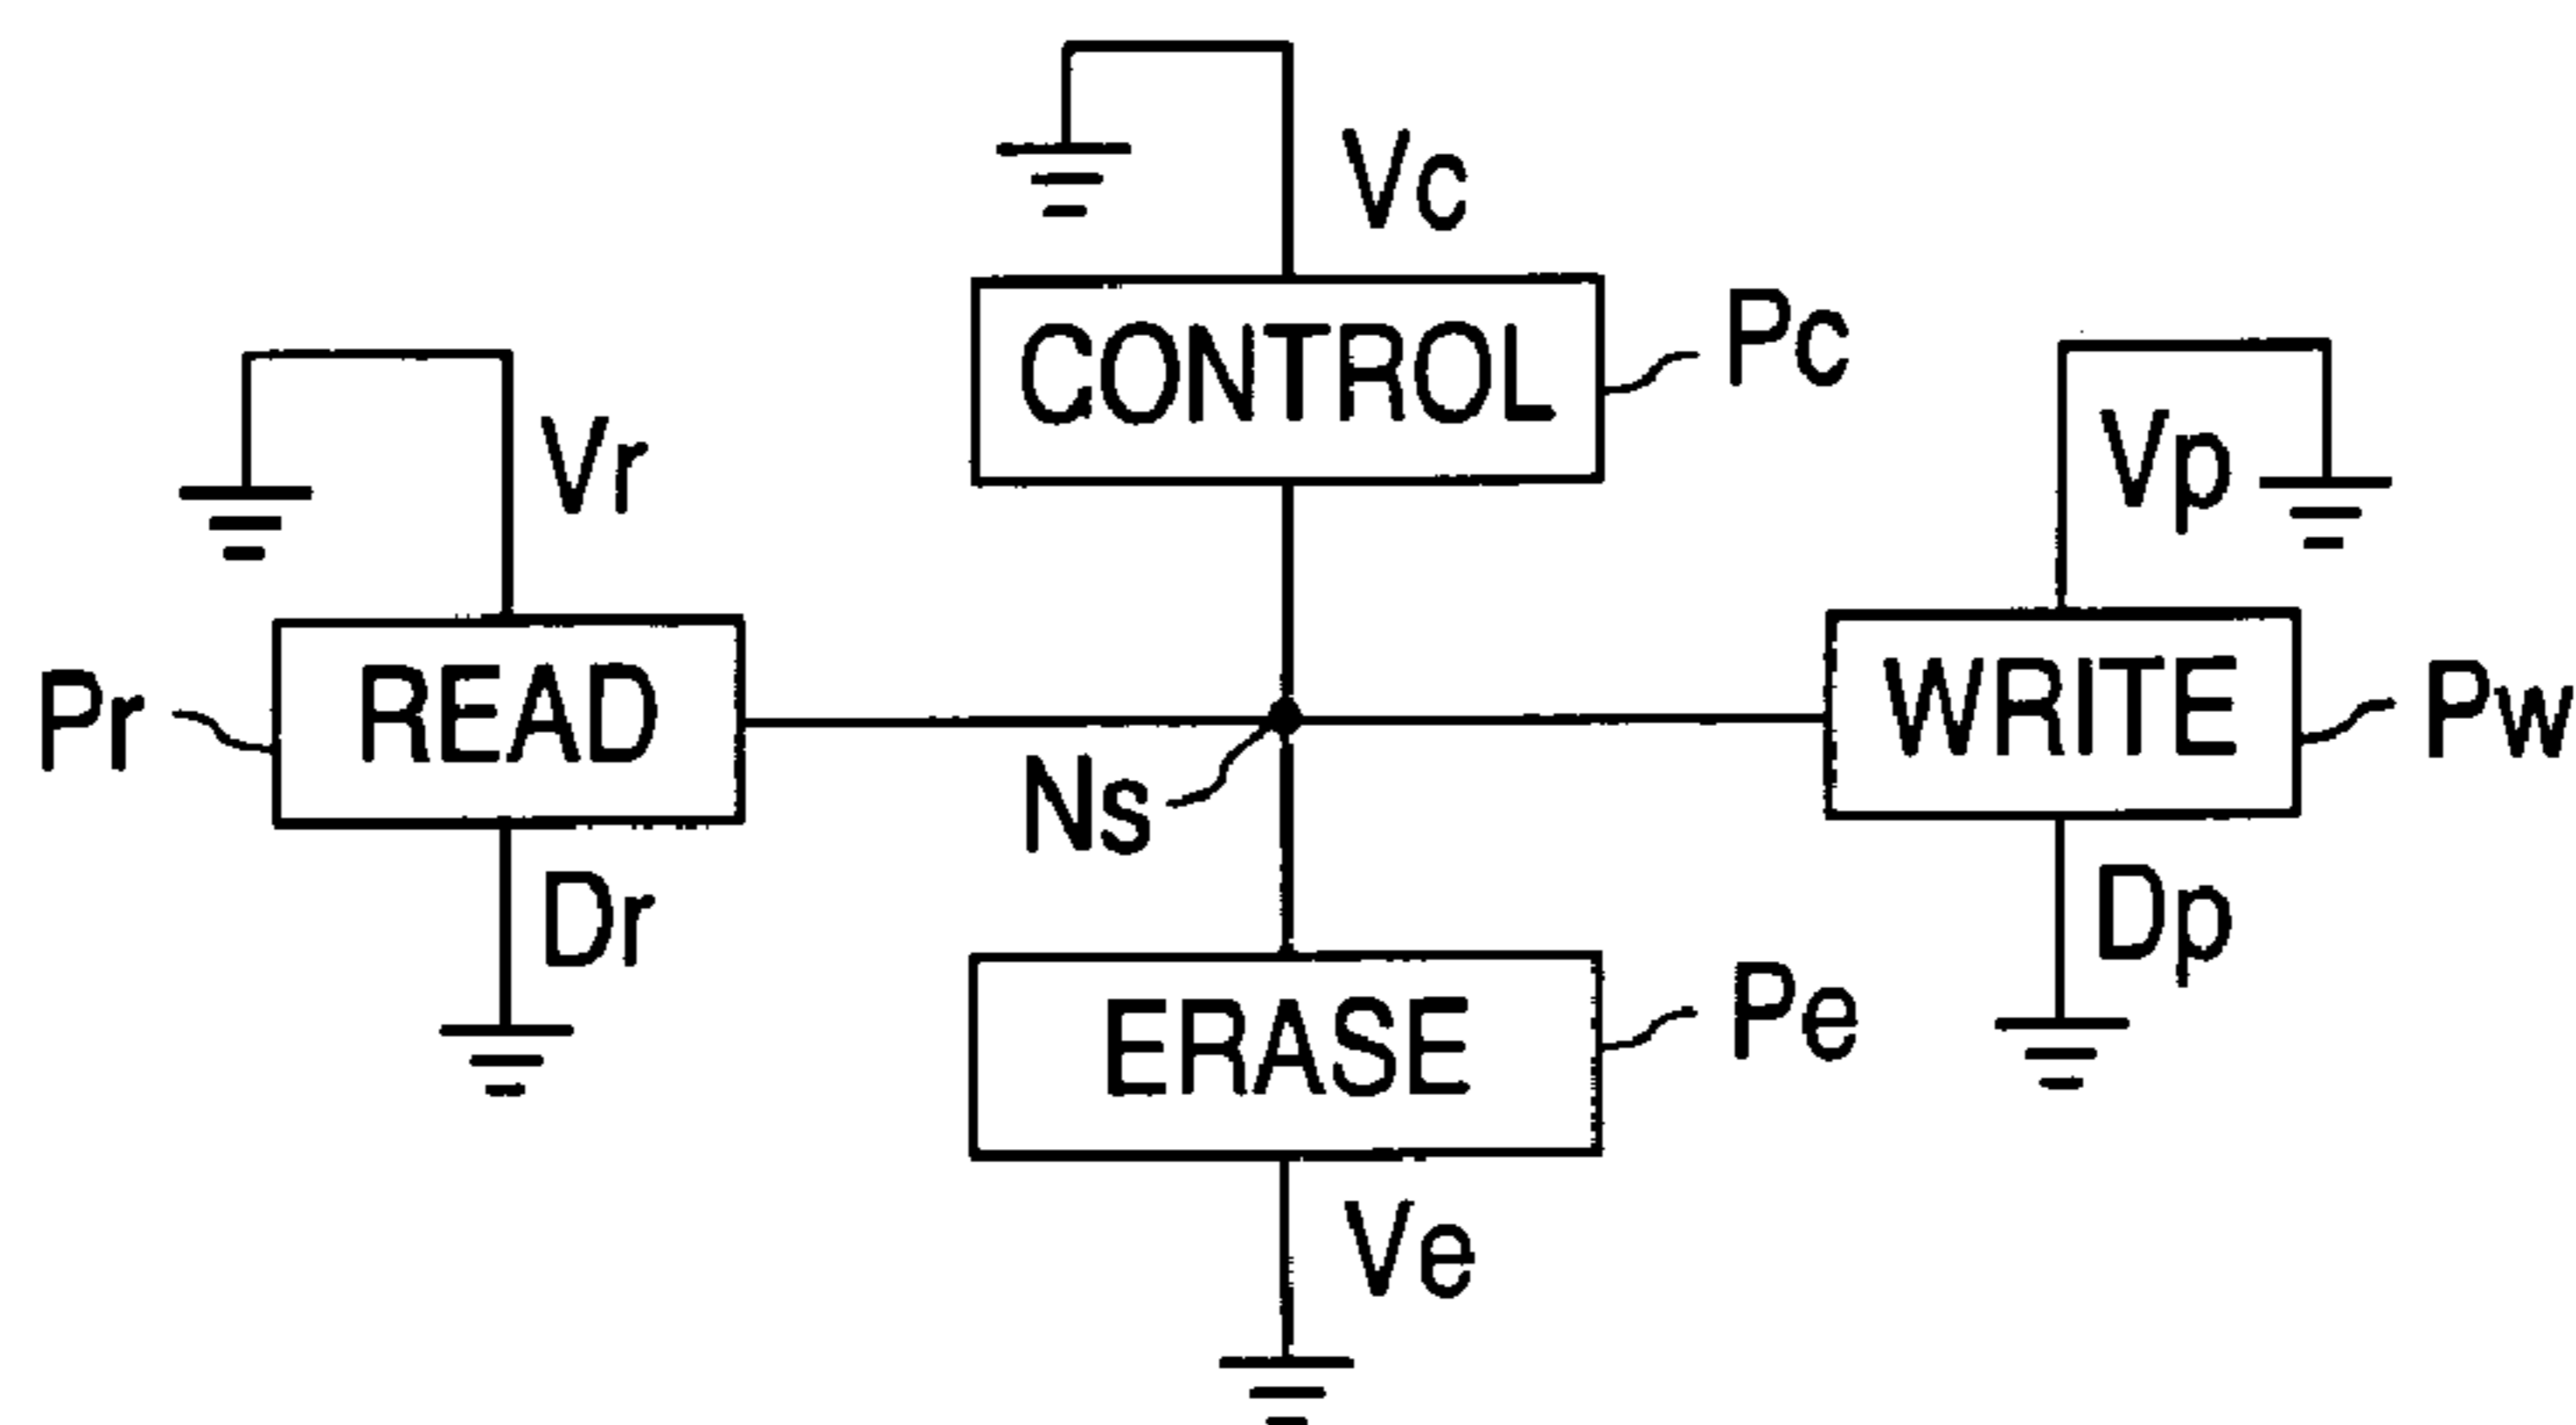 Vc
CONTROL
Pc
Vr
Vp
Pr
READ
WRITE
Pw
Ns
Dr
Dp
ERASE
Pe
Ve